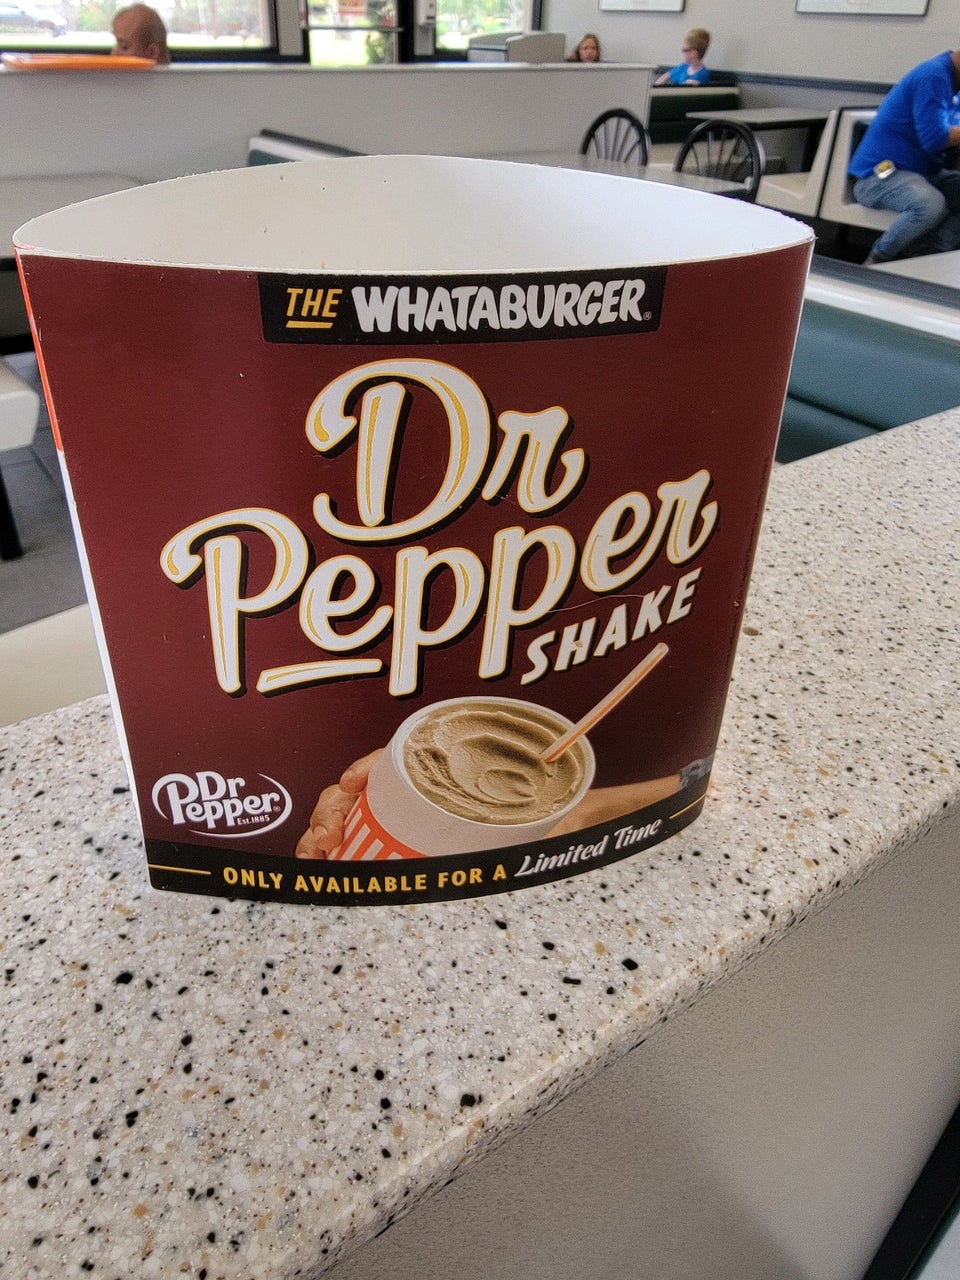 THE WHATABURGER®
Dr
Pepper
SHAKE
Dr
Pepper
Est.1885
ONLY AVAILABLE FOR A Limited Time